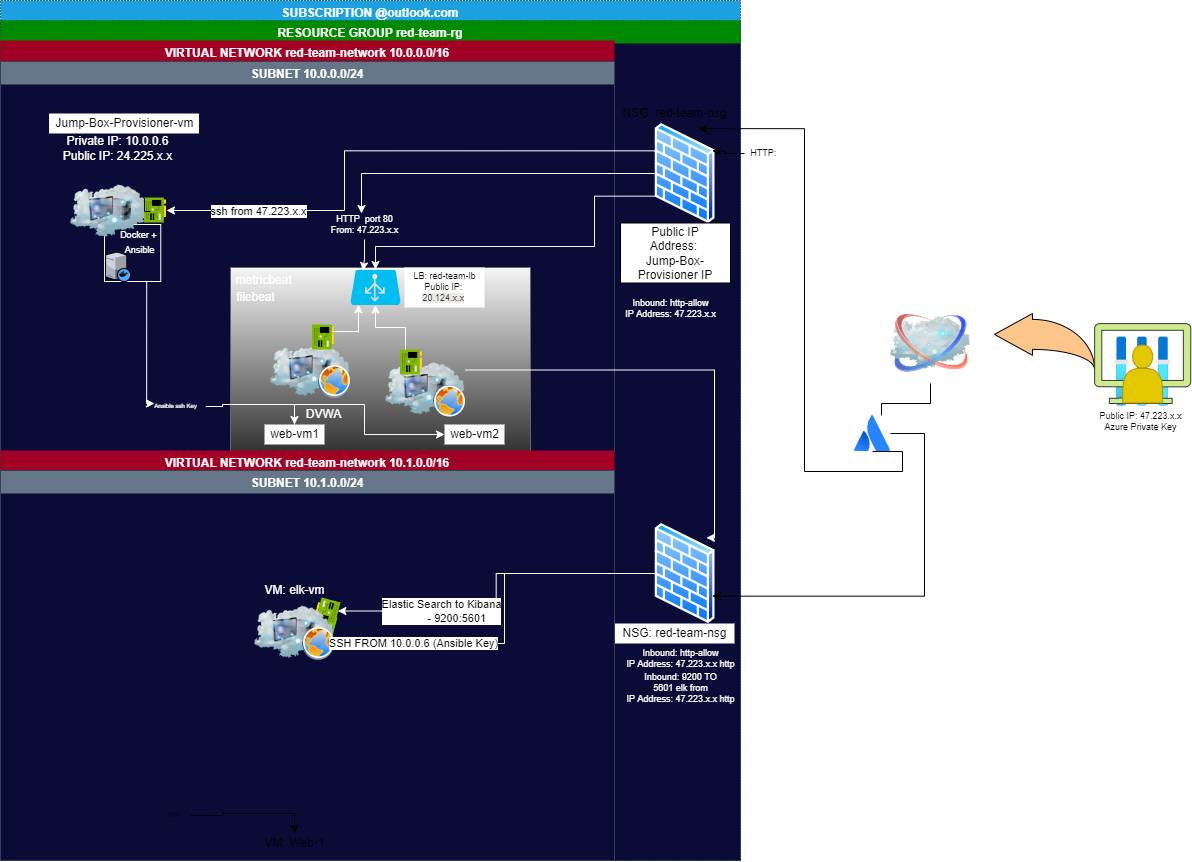 SUBSCRIPTION @outlook.com
RESOURCE GROUP red-team-rg
VIRTUAL NETWORK red-team-network 10.0.0.0/16
SUBNET 10.0.0.0/24
NSG: red-team-nsg
Jump-Box-Provisioner-vm
Private IP: 10.0.0.6
Public IP: 24.225.x.x
HTTP:
ssh from 47.223.x.x
HTTP port 80
From: 47.223.x.x
Docker +
Ansible
Public IP
Address:
Jump-Box-
Provisioner IP
metricbeat
filebeat
LB: red-team-lb
Public IP:
20.124.x.x
Inbound: http-allow
IP Address: 47.223.x.x
Ansible ssh Key
DVWA
web-vm1
web-vm2
Public IP: 47.223.x.x
Azure Private Key
VIRTUAL NETWORK red-team-network 10.1.0.0/16
SUBNET 10.1.0.0/24
VM: elk-vm
Elastic Search to Kibana
- 9200:5601
SSH FROM 10.0.0.6 (Ansible Key)
NSG: red-team-nsg
Inbound: http-allow
IP Address: 47.223.x.x http
Inbound: 9200 TO
5601 elk from
IP Address: 47.223.x.x http
VM: Web-1